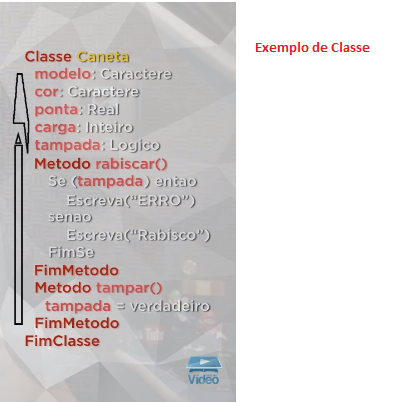 Exemplo de Classe
Classe Caneta
modelo: Caractere
cor: Caractere
ponta: Real
carga: Inteiro
tampada: Logico
Metodo rabiscar()
Se (tampada) entao
Escreva("ERRO")
senao
Escreva("Rabisco")
FimSe
FimMetodo
Metodo tampar()
tampada = verdadeiro
FimMetodo
FimClasse
Vídeo